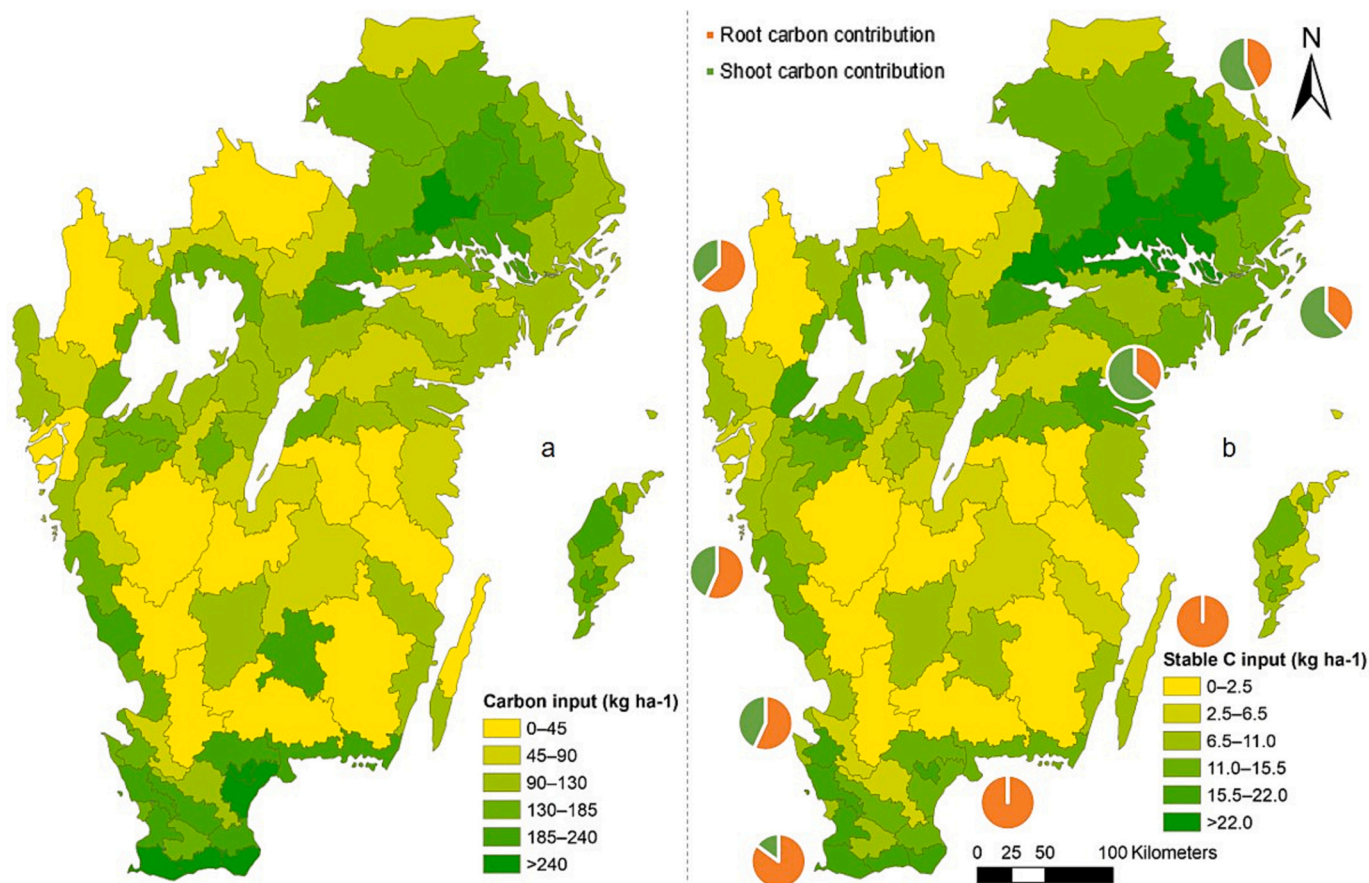 Root carbon contribution
Shoot carbon contribution
N
a
b
Carbon input (kg ha-1)
0–45
45–90
90–130
130–185
185–240
>240
Stable C input (kg ha-1)
0–2.5
2.5–6.5
6.5–11.0
11.0–15.5
15.5–22.0
>22.0
0 25 50 100 Kilometers